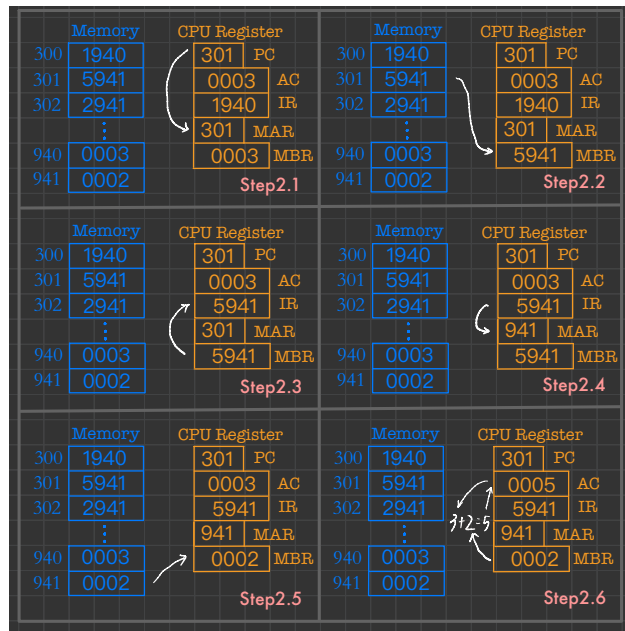 Memory CPU Register
300 1940 301 PC
301 5941 0003 AC
302 2941 1940 IR
301 MAR
940 0003 0003 MBR
941 0002
Step2.1
Memory CPU Register
300 1940 301 PC
301 5941 0003 AC
302 2941 1940 IR
301 MAR
940 0003 5941 MBR
941 0002
Step2.2
Memory CPU Register
300 1940 301 PC
301 5941 0003 AC
302 2941 5941 IR
301 MAR
940 0003 5941 MBR
941 0002
Step2.3
Memory CPU Register
300 1940 301 PC
301 5941 0003 AC
302 2941 5941 IR
941 MAR
940 0003 5941 MBR
941 0002
Step2.4
Memory CPU Register
300 1940 301 PC
301 5941 0003 AC
302 2941 5941 IR
941 MAR
940 0003 0002 MBR
941 0002
Step2.5
Memory CPU Register
300 1940 301 PC
301 5941 0005 AC
302 2941 5941 IR
3+2=5
941 MAR
940 0003 0002 MBR
941 0002
Step2.6